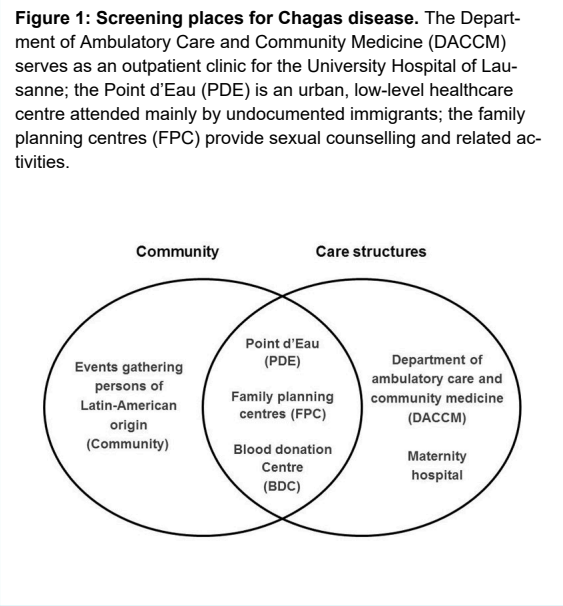 Figure 1: Screening places for Chagas disease. The Depart-
ment of Ambulatory Care and Community Medicine (DACCM)
serves as an outpatient clinic for the University Hospital of Lau-
sanne; the Point d'Eau (PDE) is an urban, low-level healthcare
centre attended mainly by undocumented immigrants; the family
planning centres (FPC) provide sexual counselling and related ac-
tivities.
Community
Care structures
Events gathering
persons of
Latin-American
origin
(Community)
Point d'Eau
(PDE)
Family planning
centres (FPC)
Blood donation
Centre
(BDC)
Department of
ambulatory care and
community medicine
(DACCM)
Maternity
hospital